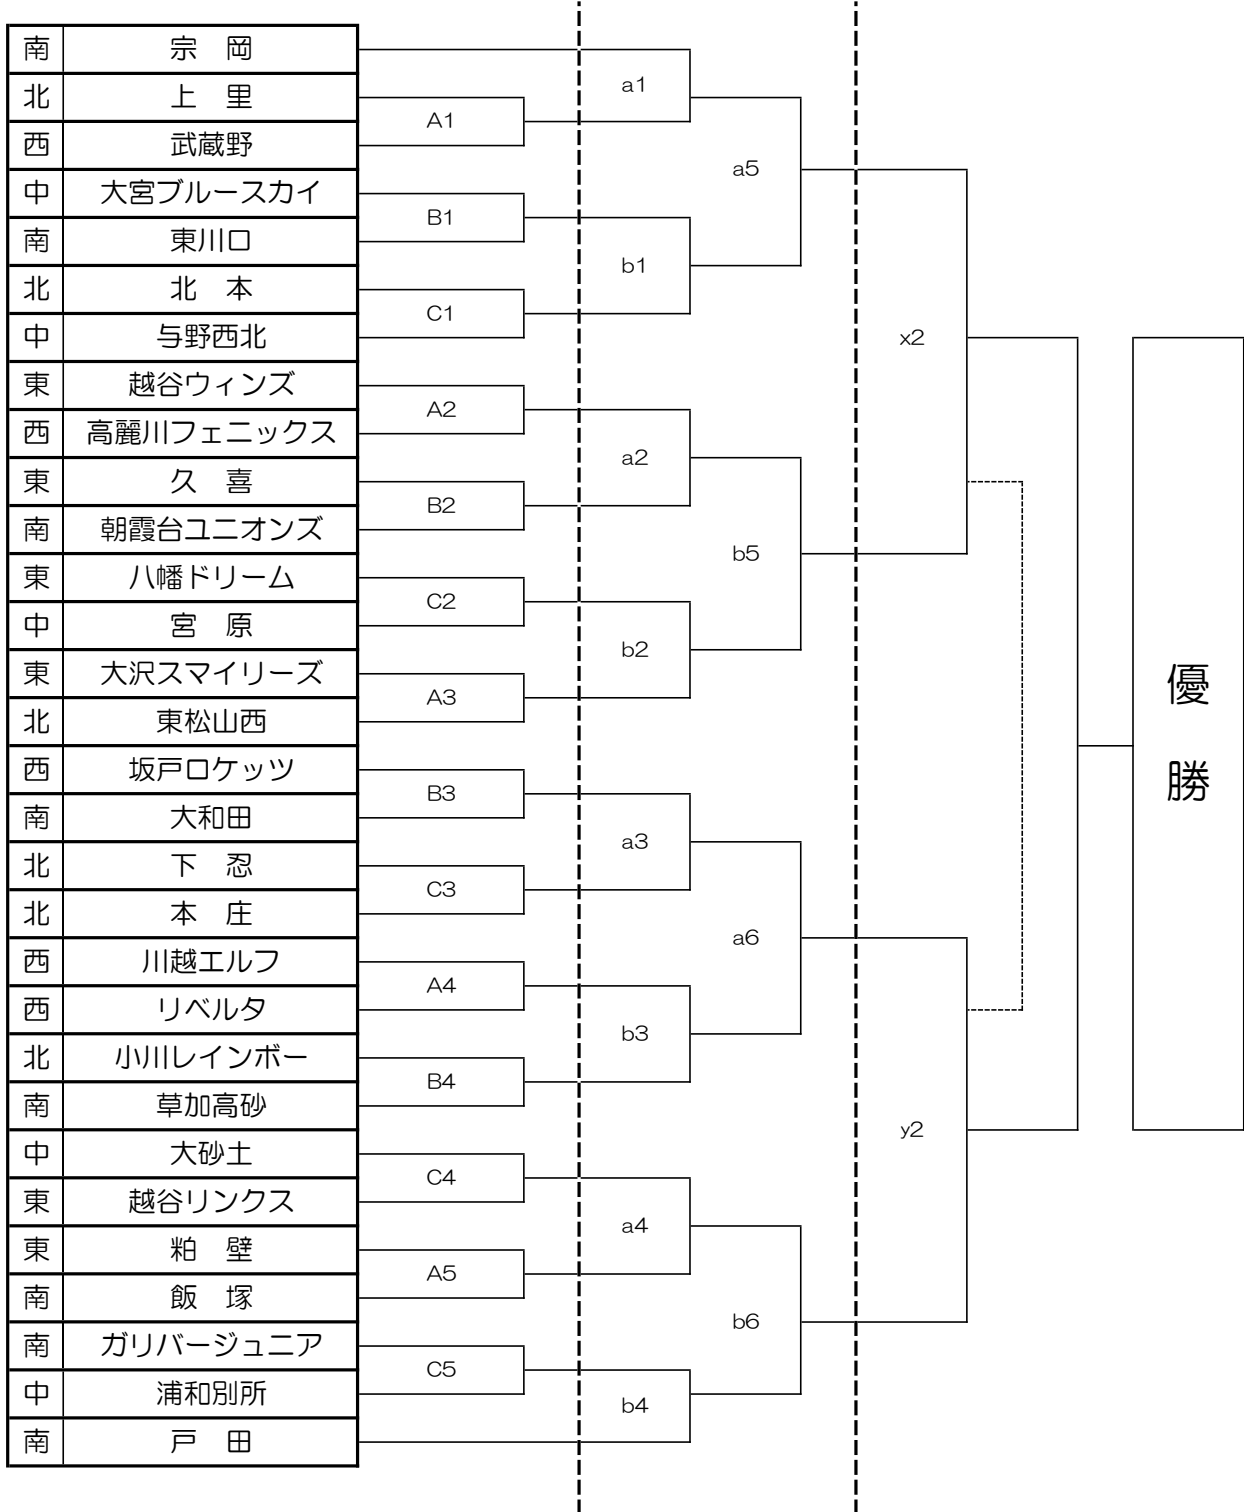 南 宗　岡
a1
北 上　里
A1
西 武蔵野
a5
中 大宮ブルースカイ
B1
南 東川口
b1
北 北　本
C1
中 与野西北
x2
東 越谷ウィンズ
A2
西 高麗川フェニックス
a2
東 久　喜
B2
南 朝霞台ユニオンズ
b5
東 八幡ドリーム
C2
中 宮　原
b2
東 大沢スマイリーズ
A3
北 東松山西
西 坂戸ロケッツ
B3
南 大和田
a3
北 下　忍
C3
北 本　庄
a6
西 川越エルフ
A4
西 リベルタ
b3
北 小川レインボー
B4
南 草加高砂
y2
中 大砂土
C4
東 越谷リンクス
a4
東 粕　壁
A5
南 飯　塚
b6
南 ガリバージュニア
C5
中 浦和別所
b4
南 戸　田
優勝